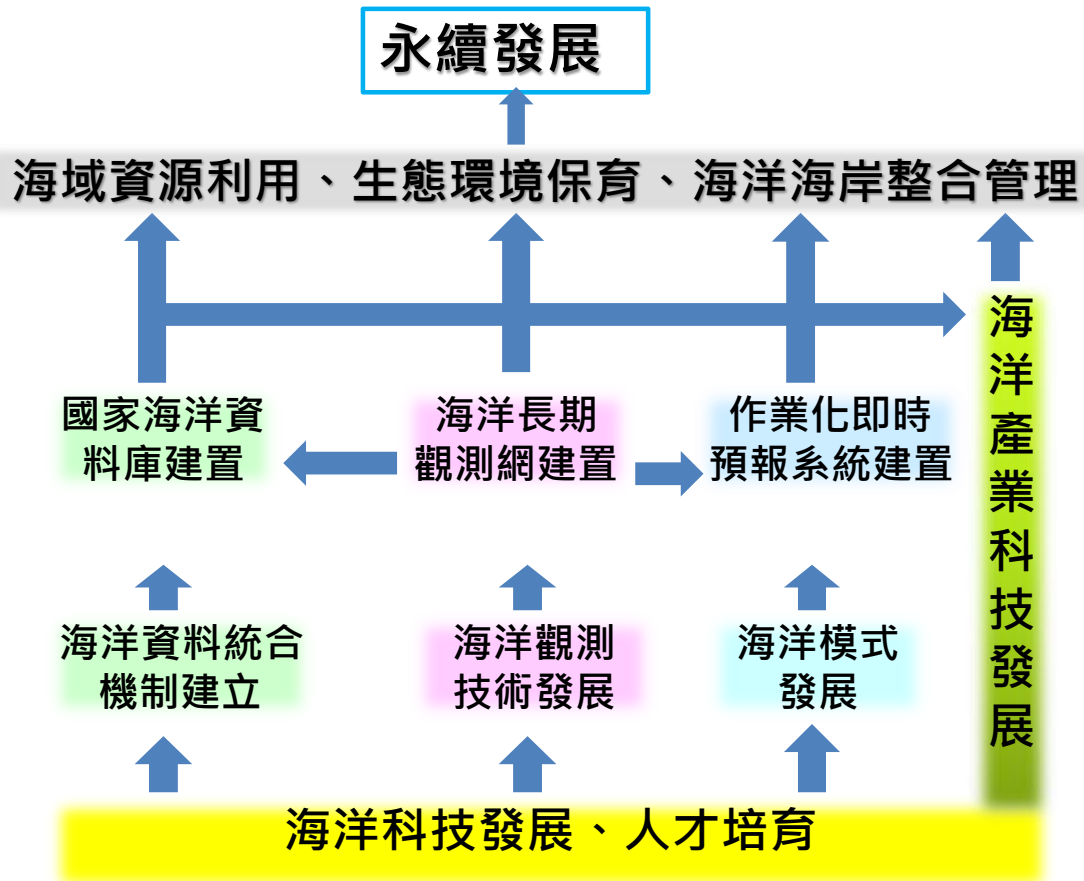 永續發展
海域資源利用、生態環境保育、海洋海岸整合管理
國家海洋資
料庫建置
海洋長期
觀測網建置
作業化即時
預報系統建置
海洋產業科技發展
海洋資料統合
機制建立
海洋觀測
技術發展
海洋模式
發展
海洋科技發展、人才培育